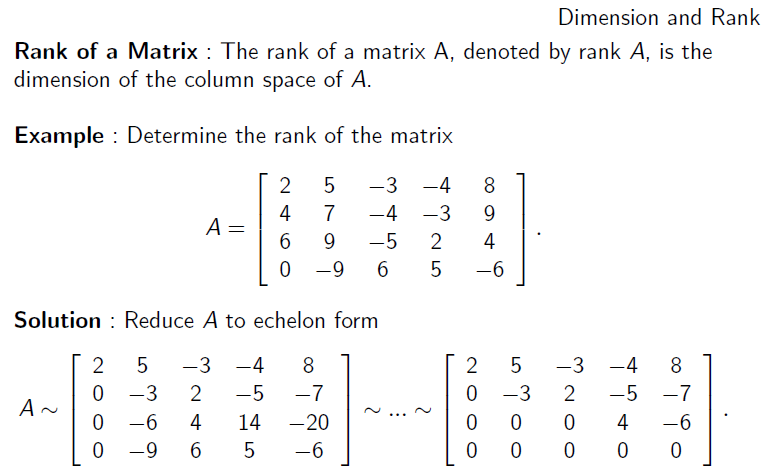 Dimension and Rank
Rank of a Matrix : The rank of a matrix A, denoted by rank A, is the
dimension of the column space of A.
Example : Determine the rank of the matrix
2 5 −3 −4 8
4 7 −4 −3 9
A = 6 9 −5 2 4 .
0 −9 6 5 −6
Solution : Reduce A to echelon form
2 5 −3 −4 8 2 5 −3 −4 8
0 −3 2 −5 −7 0 −3 2 −5 −7
A ∼ 0 −6 4 14 −20 ∼ ... ∼ 0 0 0 4 −6 .
0 −9 6 5 −6 0 0 0 0 0